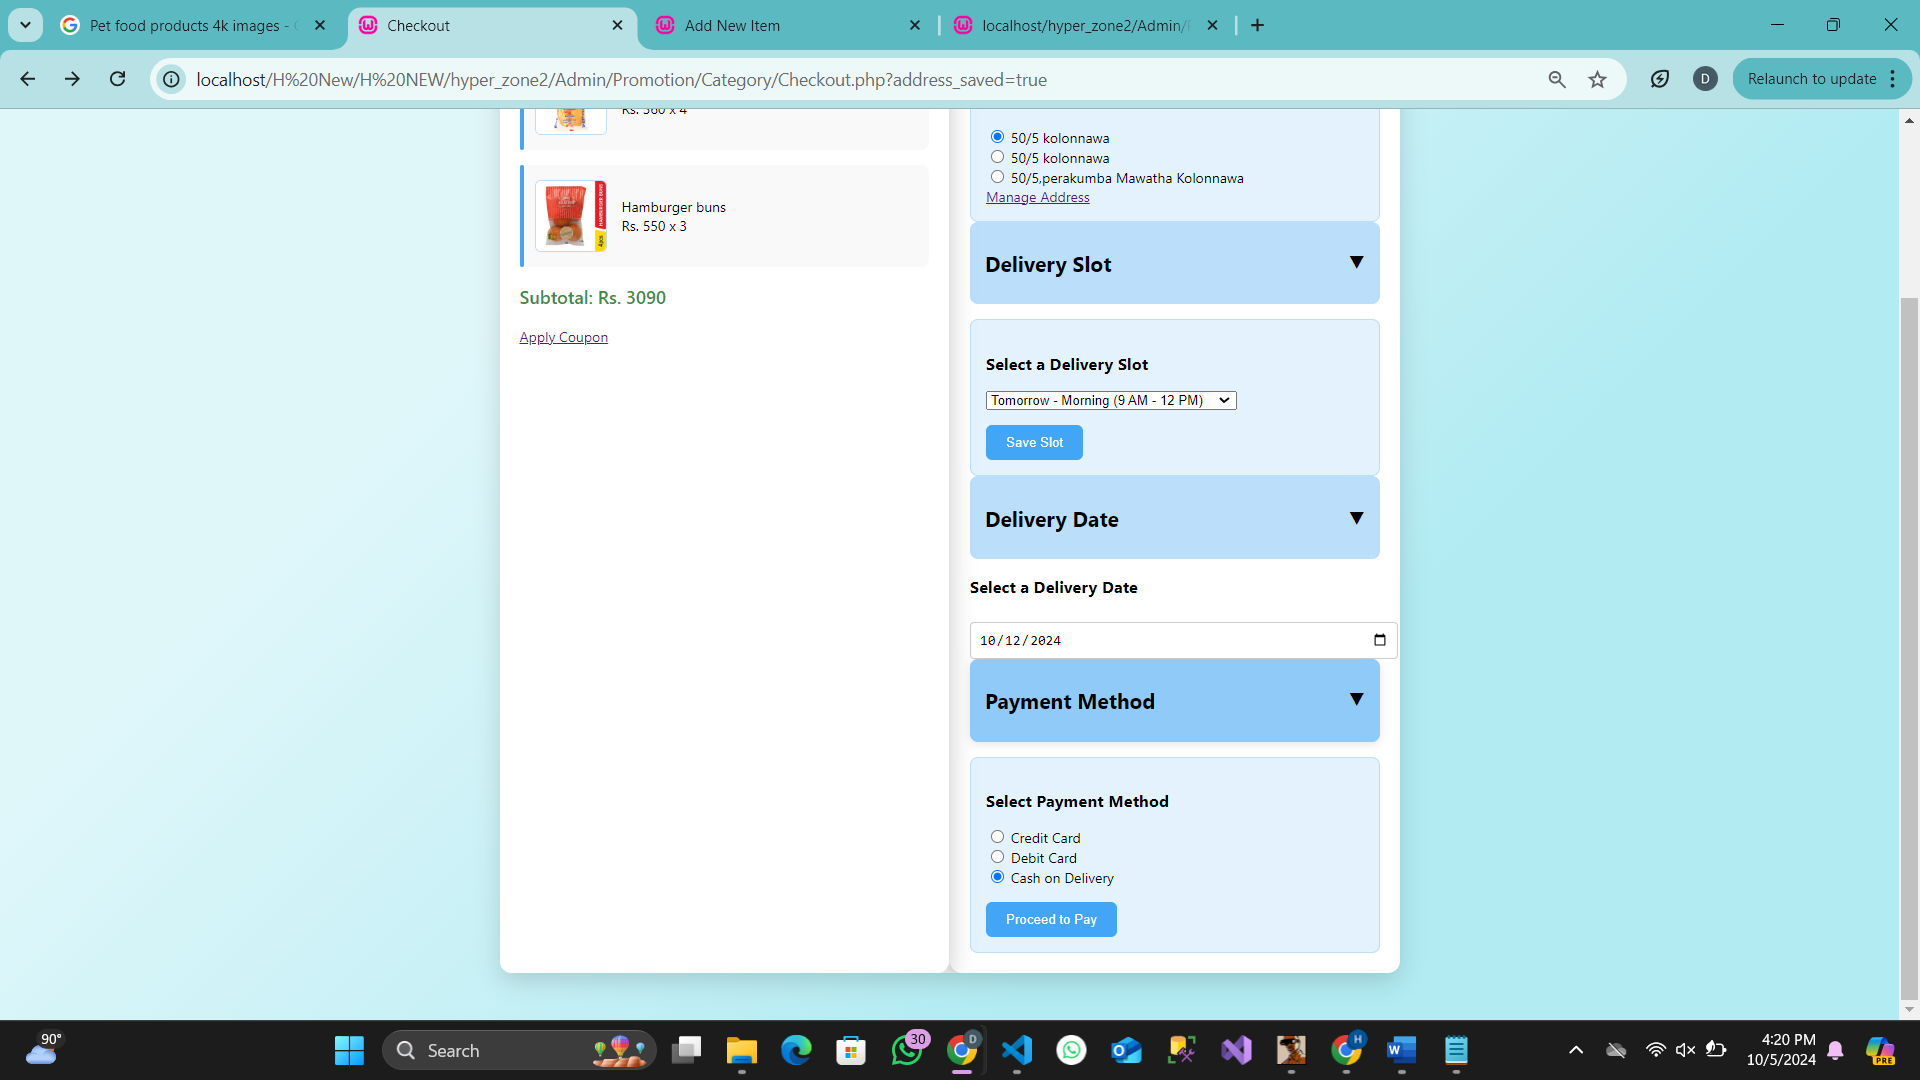 Pet food products 4k images - 
Checkout
Add New Item
localhost/hyper_zone2/Admin/
localhost/H%20New/H%20NEW/hyper_zone2/Admin/Promotion/Category/Checkout.php?address_saved=true
D
Relaunch to update
Rs. 360 x 4
Hamburger buns
Rs. 550 x 3
Subtotal: Rs. 3090
Apply Coupon
50/5 kolonnawa
50/5 kolonnawa
50/5,perakumba Mawatha Kolonnawa
Manage Address
Delivery Slot
Select a Delivery Slot
Tomorrow - Morning (9 AM - 12 PM)
Save Slot
Delivery Date
Select a Delivery Date
10/12/2024
Payment Method
Select Payment Method
Credit Card
Debit Card
Cash on Delivery
Proceed to Pay
90°
Search
30
D
H
PRE
4:20 PM
10/5/2024